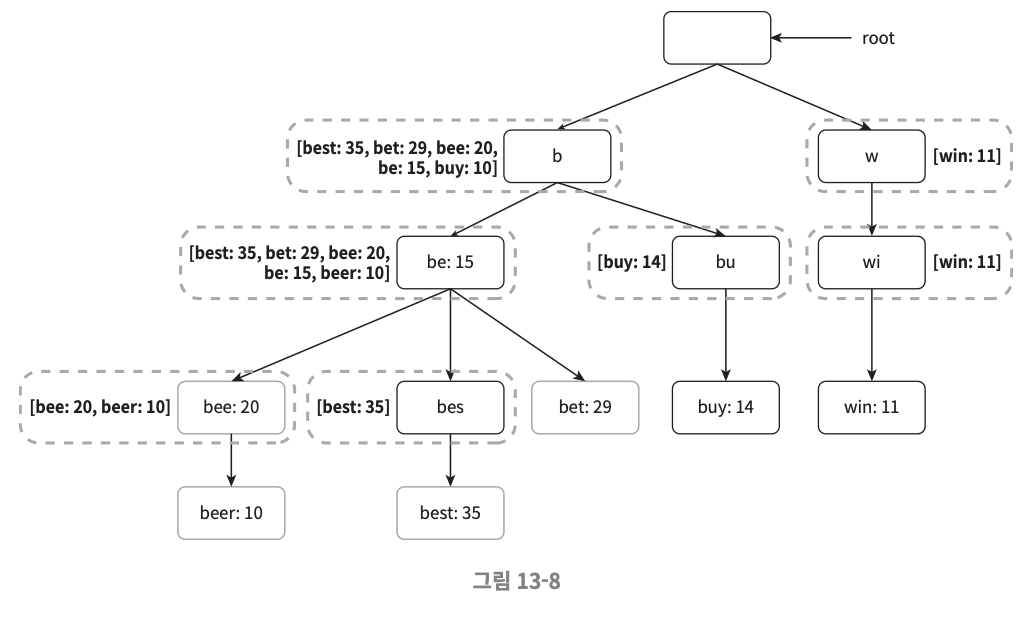 root
[best: 35, bet: 29, bee: 20,
be: 15, buy: 10]
b
w
[win: 11]
[best: 35, bet: 29, bee: 20,
be: 15, beer: 10]
be: 15
[buy: 14]
bu
wi
[win: 11]
[bee: 20, beer: 10]
bee: 20
[best: 35]
bes
bet: 29
buy: 14
win: 11
beer: 10
best: 35
그림 13-8